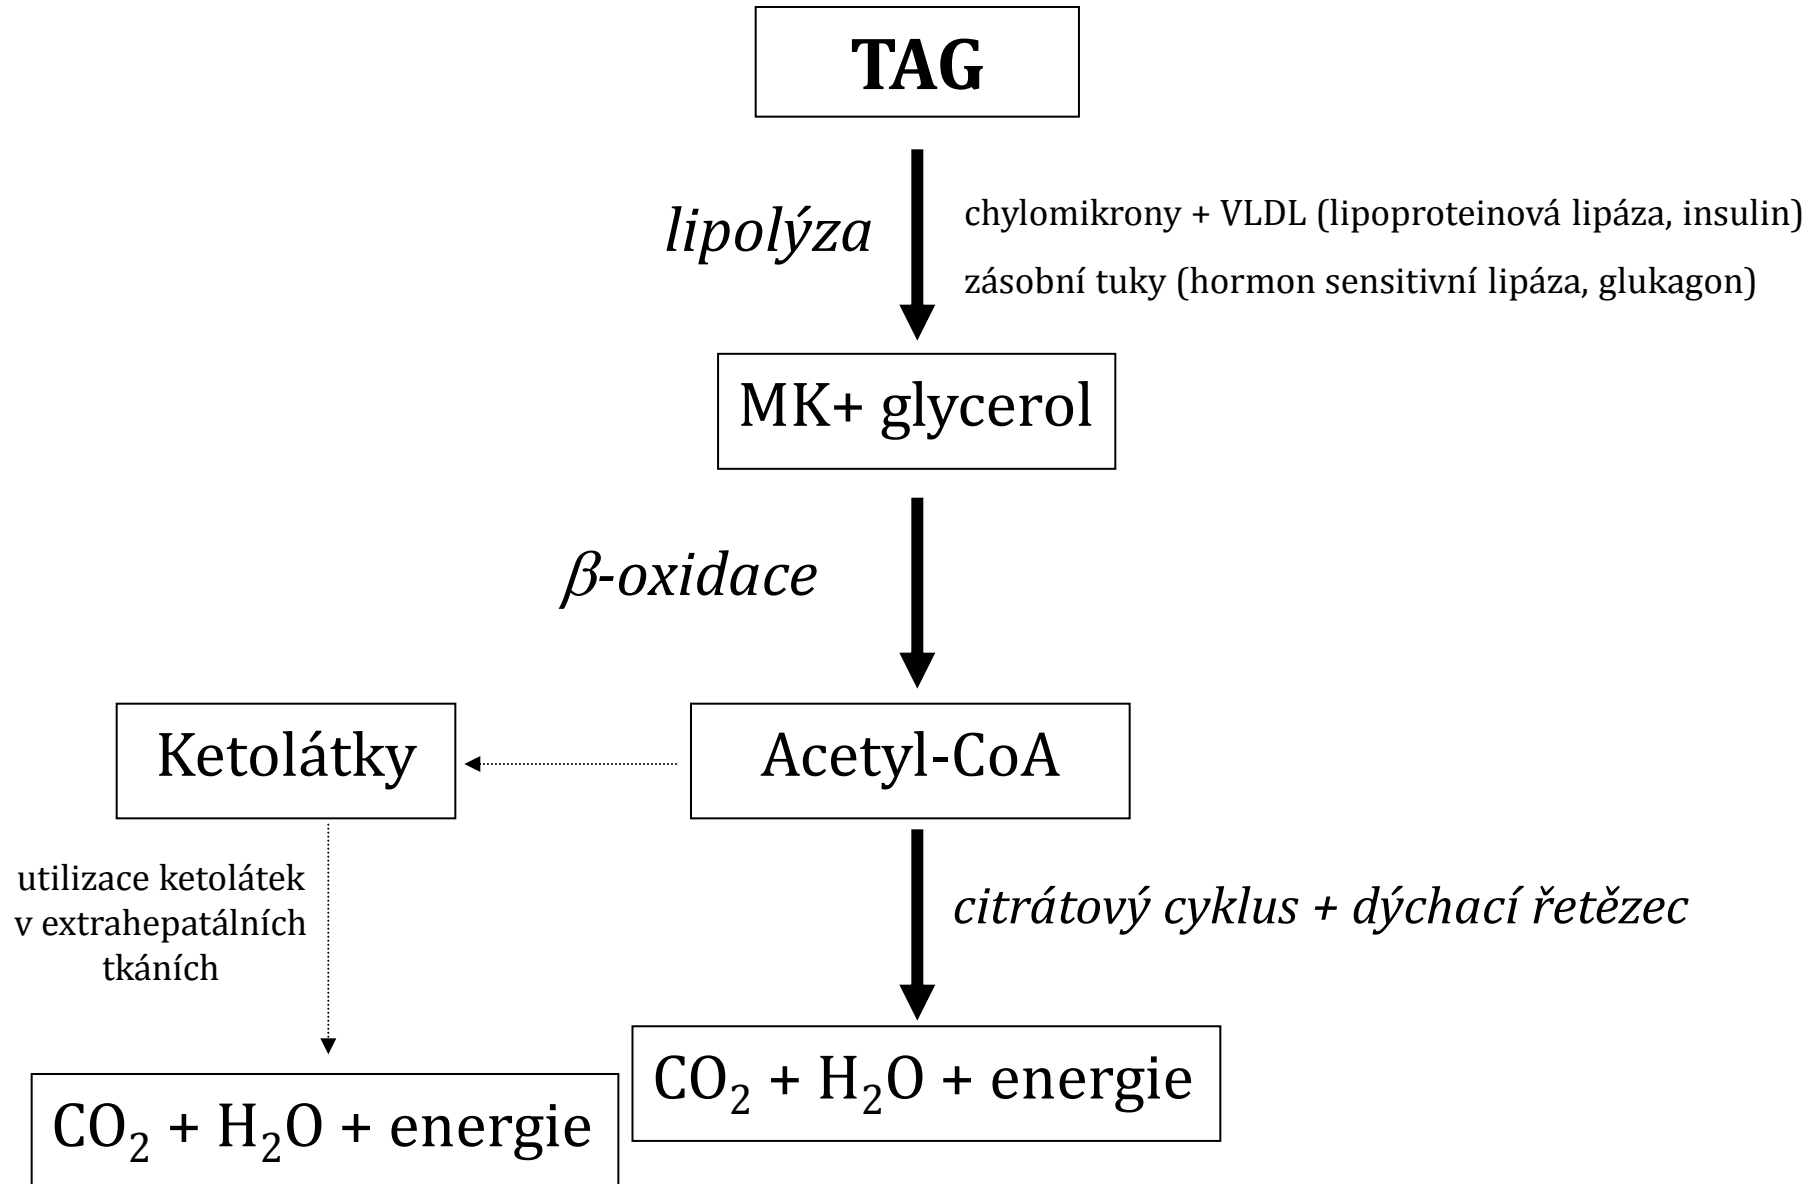 TAG
lipolýza
chylomikrony + VLDL (lipoproteinová lipáza, insulin)
zásobní tuky (hormon sensitivní lipáza, glukagon)
MK+ glycerol
β-oxidace
Ketolátky
Acetyl-CoA
utilizace ketolátek
v extrahepatálních
tkáních
citrátový cyklus + dýchací řetězec
CO₂ + H₂O + energie
CO₂ + H₂O + energie